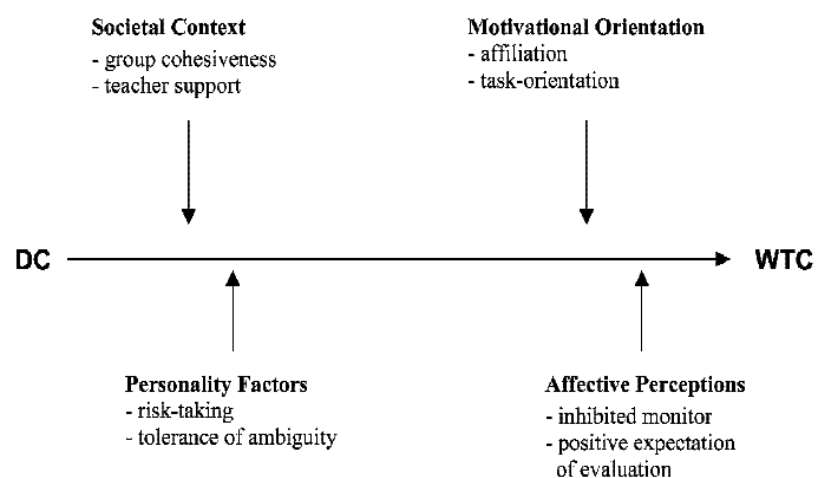 Societal Context
- group cohesiveness
- teacher support
Motivational Orientation
- affiliation
- task-orientation
DC
WTC
Personality Factors
- risk-taking
- tolerance of ambiguity
Affective Perceptions
- inhibited monitor
- positive expectation
of evaluation